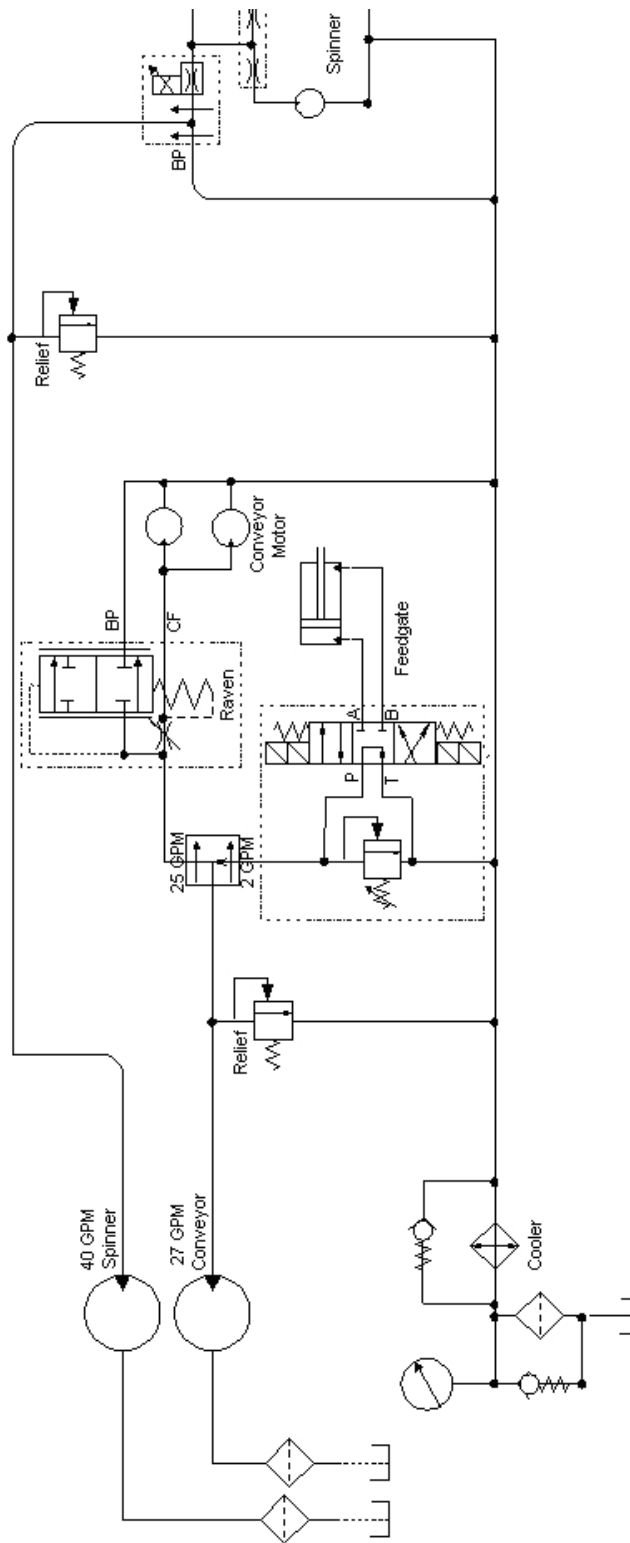 Spinner
BP
Relief
BP
CF
Conveyor
Motor
Raven
Feedgate
A
B
P
T
25 GPM
2 GPM
Relief
40 GPM
Spinner
27 GPM
Conveyor
Cooler